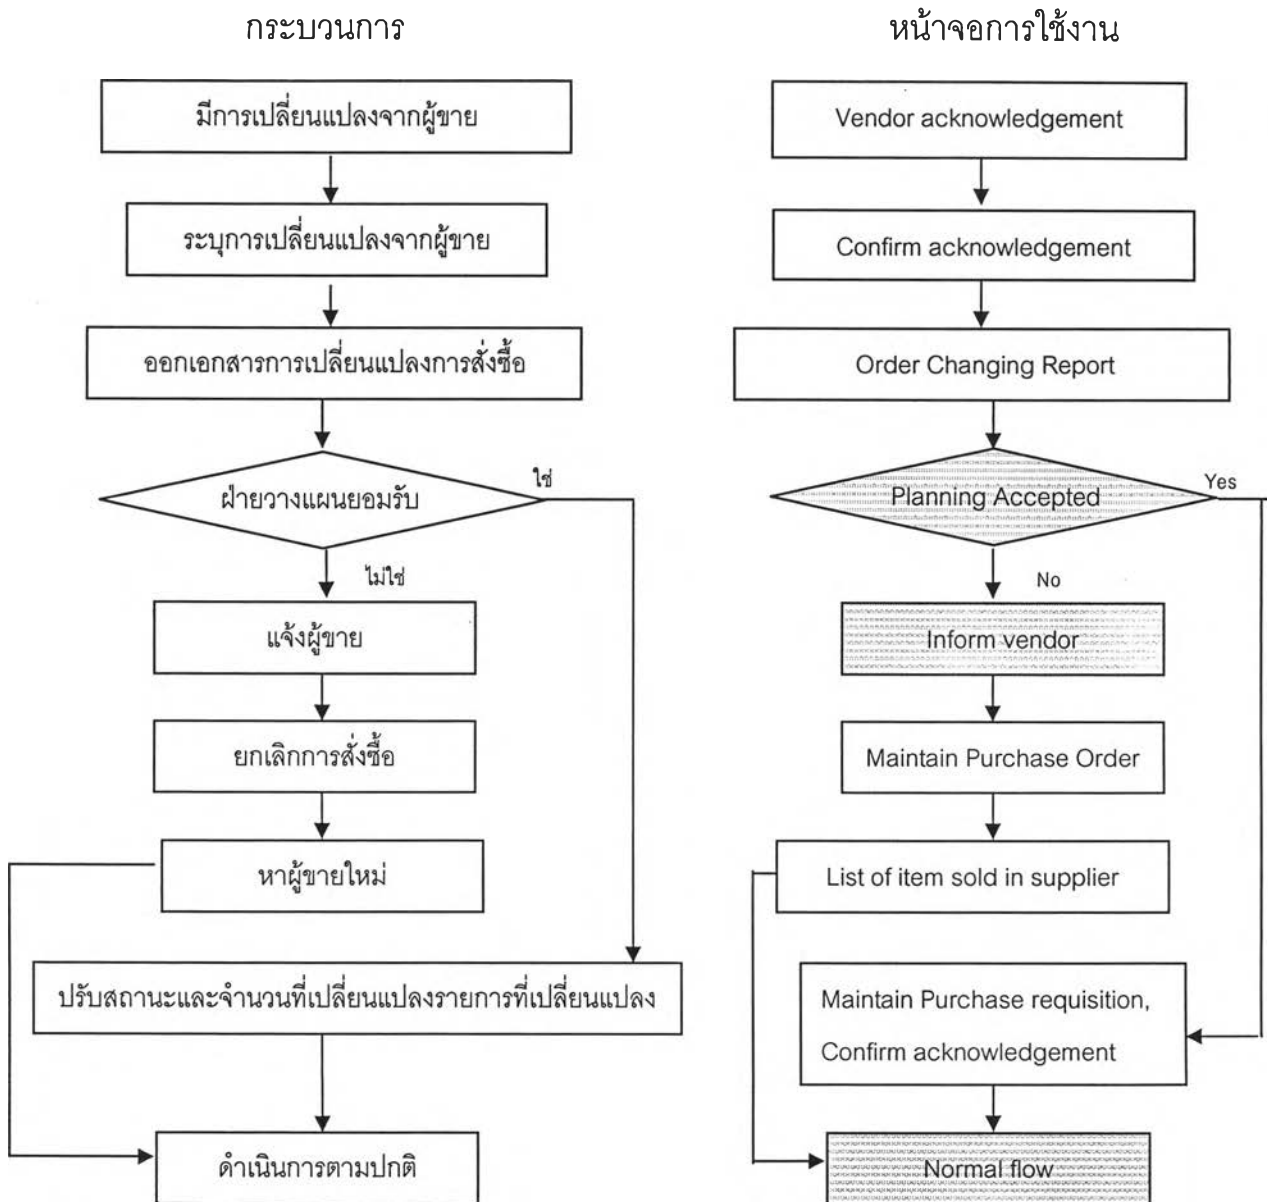 กระบวนการ
มีการเปลี่ยนแปลงจากผู้ขาย
ระบุการเปลี่ยนแปลงจากผู้ขาย
ออกเอกสารการเปลี่ยนแปลงการสั่งซื้อ
ฝ่ายวางแผนยอมรับ
ใช่
ไม่ใช่
แจ้งผู้ขาย
ยกเลิกการสั่งซื้อ
หาผู้ขายใหม่
ปรับสถานะและจำนวนที่เปลี่ยนแปลงรายการที่เปลี่ยนแปลง
ดำเนินการตามปกติ
หน้าจอการใช้งาน
Vendor acknowledgement
Confirm acknowledgement
Order Changing Report
Planning Accepted
Yes
No
Inform vendor
Maintain Purchase Order
List of item sold in supplier
Maintain Purchase requisition,
Confirm acknowledgement
Normal flow